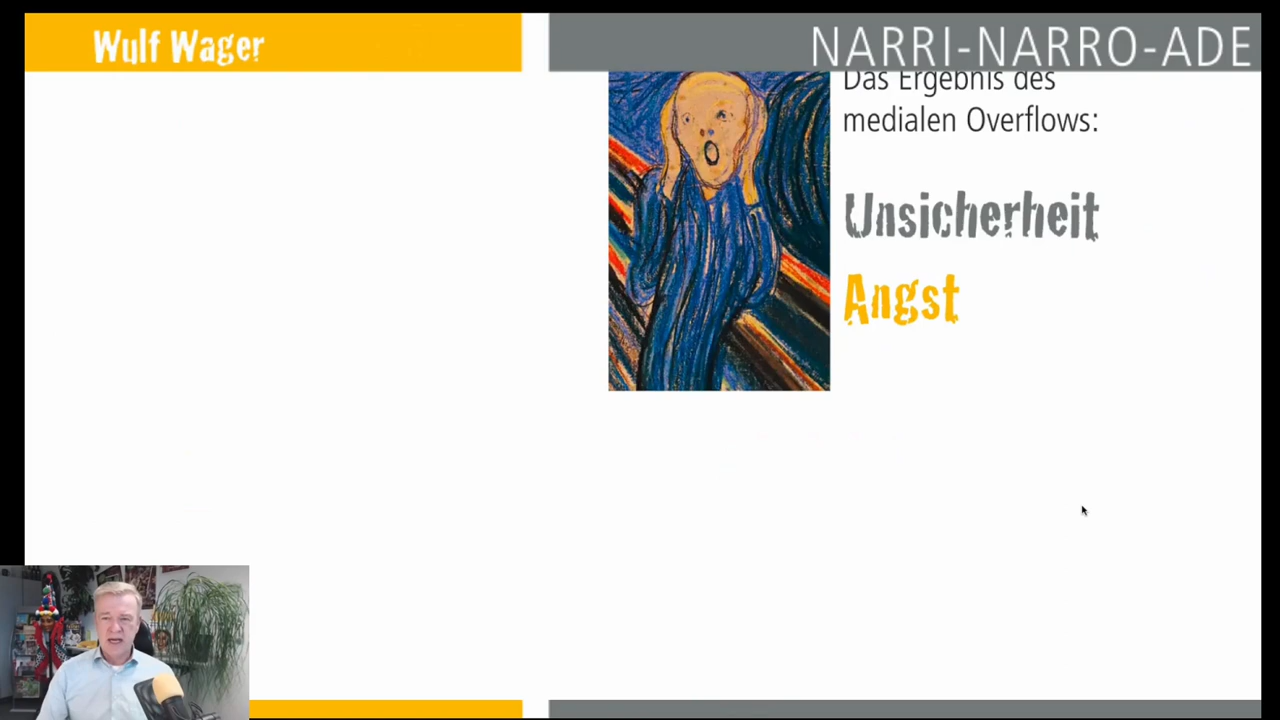 Wulf Wager
NARRI-NARRO-ADE
Das Ergebnis des
medialen Overflows:
Unsicherheit
Angst